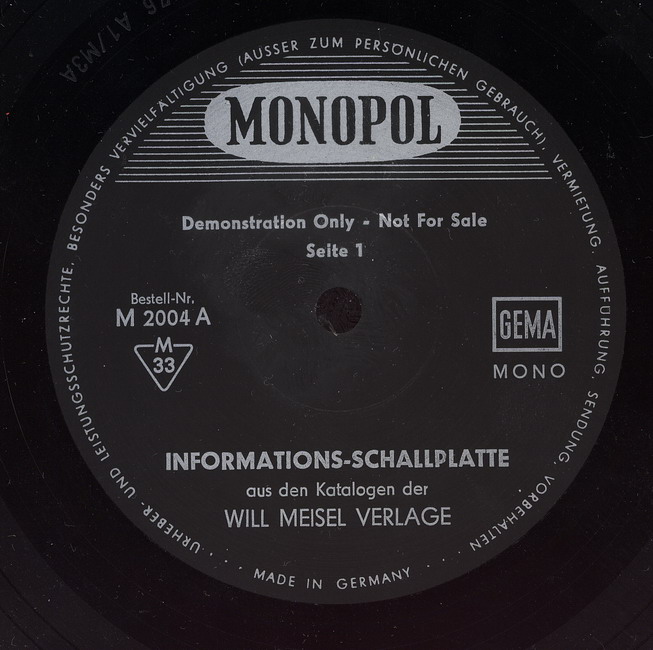 MONOPOL
Demonstration Only - Not For Sale
Seite 1
Bestell-Nr.
M 2004 A
M
33
GEMA
MONO
INFORMATIONS-SCHALLPLATTE
aus den Katalogen der
WILL MEISEL VERLAGE
URHEBER- UND LEISTUNGSSCHUTZRECHTE, BESONDERS VERVIELFÄLTIGUNG (AUSSER ZUM PERSÖNLICHEN GEBRAUCH), VERMIETUNG, AUFFÜHRUNG, SENDUNG, VORBEHALTEN
MADE IN GERMANY
A1/M3A